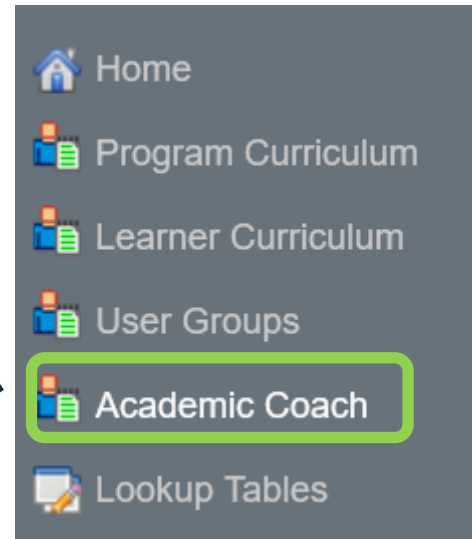 Home
Program Curriculum
Learner Curriculum
User Groups
Academic Coach
Lookup Tables